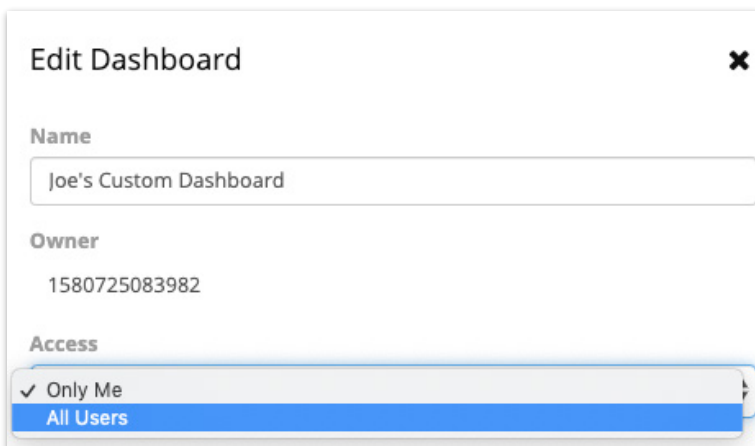 Edit Dashboard
Name
Joe's Custom Dashboard
Owner
1580725083982
Access
✓ Only Me
All Users